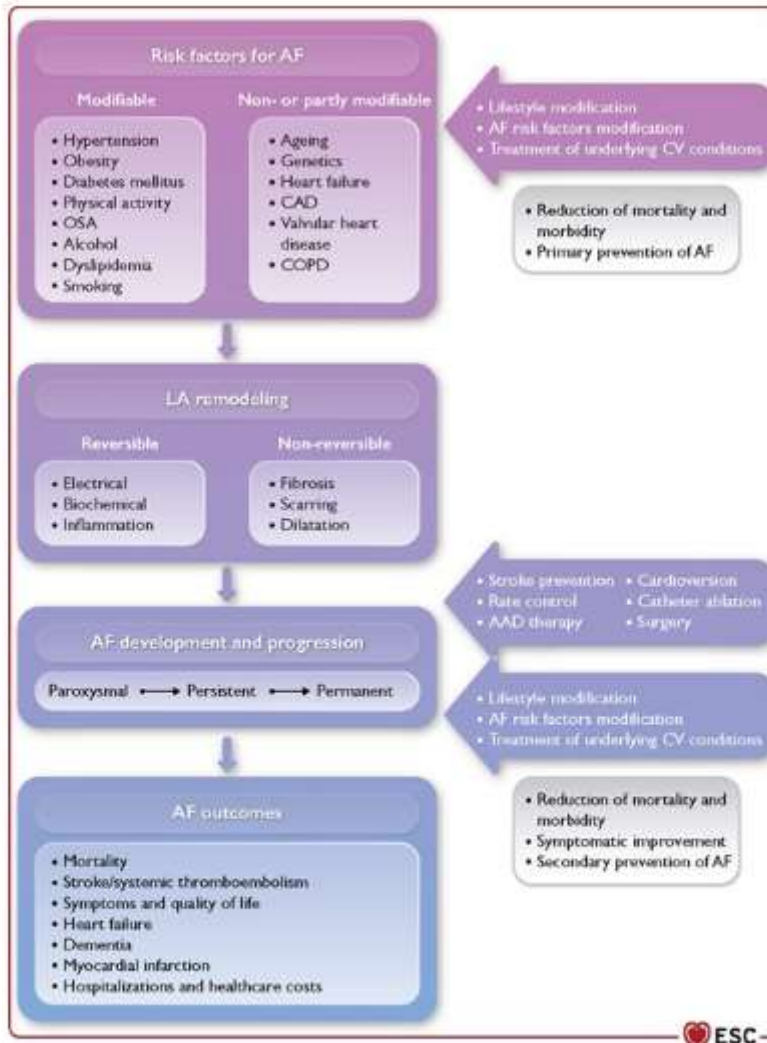 Risk factors for AF
Modifiable
• Hypertension
• Obesity
• Diabetes mellitus
• Physical activity
• OSA
• Alcohol
• Dyslipidemia
• Smoking
Non- or partly modifiable
• Ageing
• Genetics
• Heart failure
• CAD
• Valvular heart
disease
• COPD
• Lifestyle modification
• AF risk factors modification
• Treatment of underlying CV conditions
• Reduction of mortality and
morbidity
• Primary prevention of AF
LA remodeling
Reversible
• Electrical
• Biochemical
• Inflammation
Non-reversible
• Fibrosis
• Scarring
• Dilatation
• Stroke prevention
• Rate control
• AAD therapy
• Cardioversion
• Catheter ablation
• Surgery
AF development and progression
Paroxysmal Persistent Permanent
• Lifestyle modification
• AF risk factors modification
• Treatment of underlying CV conditions
• Reduction of mortality and
morbidity
• Symptomatic improvement
• Secondary prevention of AF
AF outcomes
• Mortality
• Stroke/systemic thromboembolism
• Symptoms and quality of life
• Heart failure
• Dementia
• Myocardial infarction
• Hospitalizations and healthcare costs
ESC